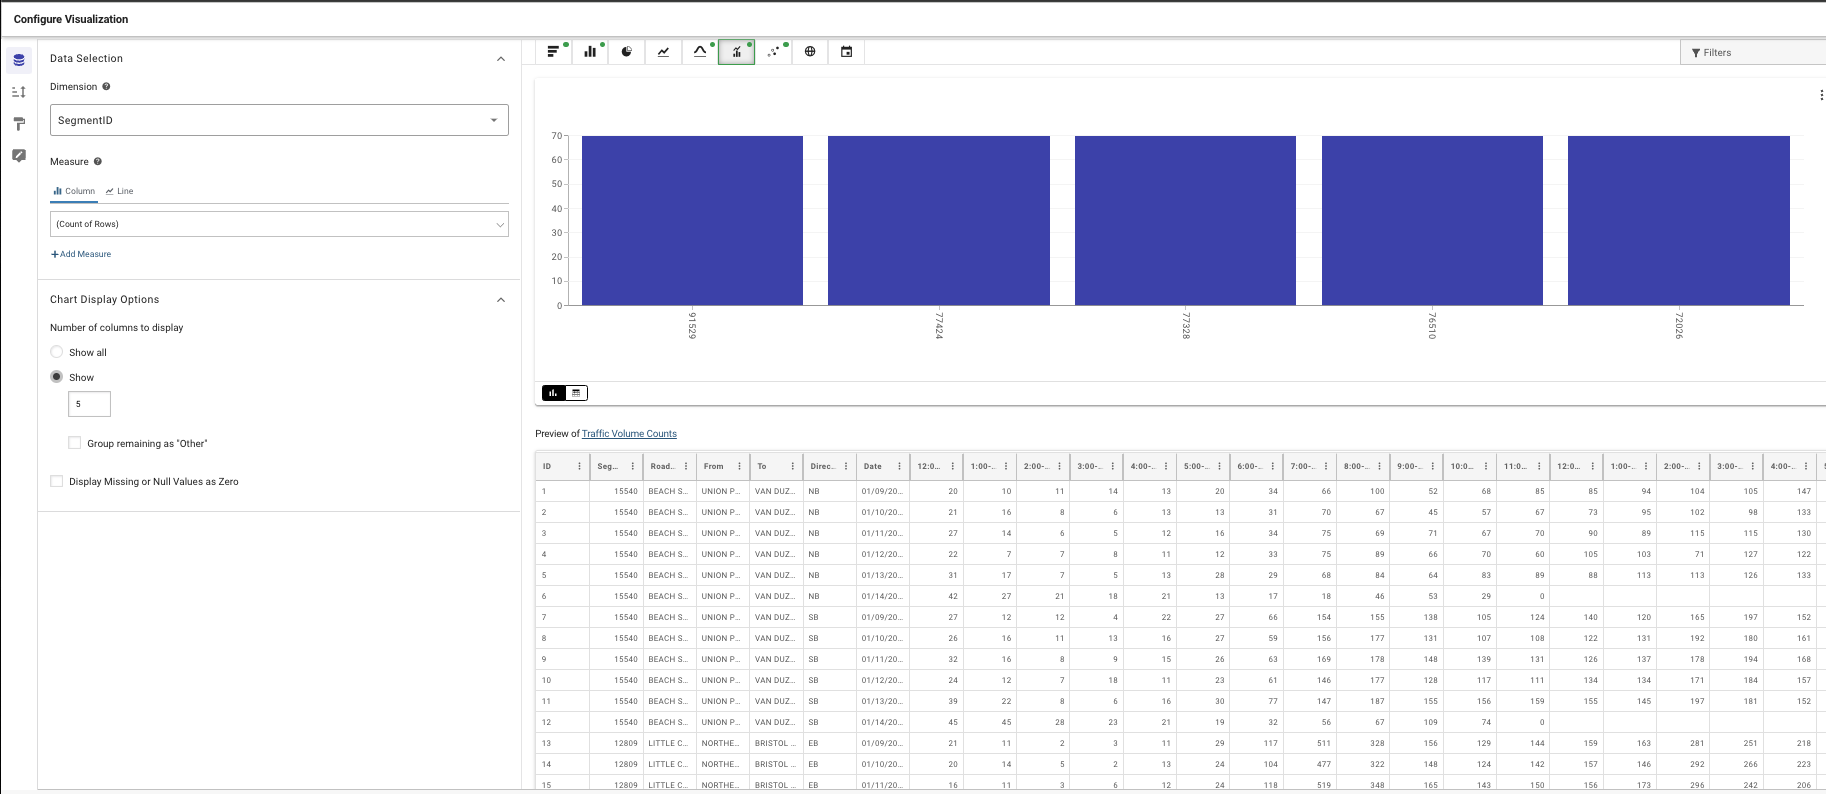 Configure Visualization
Data Selection
Dimension
SegmentID
Measure
Column Line
(Count of Rows)
+Add Measure
Chart Display Options
Number of columns to display
Show all
Show
5
Group remaining as "Other"
Display Missing or Null Values as Zero
Filters
70
60
50
40
30
20
10
0
91529 77424 77328 76510 72026
Preview of Traffic Volume Counts
ID Seg... Road.. From To Direc.. Date 12:0... 1:00-.. 2:00-.. 3:00-.. 4:00-.. 5:00-.. 6:00-.. 7:00-.. 8:00-.. 9:00-.. 10:0... 11:0... 12:0... 1:00-.. 2:00-.. 3:00-.. 4:00-..
1 15540 BEACH S... UNION P... VAN DUZ... NB 01/09/20... 20 10 11 14 13 20 34 66 100 52 68 85 85 94 104 105 147
2 15540 BEACH S... UNION P... VAN DUZ... NB 01/10/20... 21 16 8 6 13 13 31 70 67 45 57 67 73 95 102 98 133
3 15540 BEACH S... UNION P... VAN DUZ... NB 01/11/20... 27 14 6 5 12 16 34 75 69 71 67 70 90 89 115 115 130
4 15540 BEACH S... UNION P... VAN DUZ... NB 01/12/20... 22 7 7 8 11 12 33 75 89 66 70 60 105 103 71 127 122
5 15540 BEACH S... UNION P... VAN DUZ... NB 01/13/20... 31 17 7 5 13 28 29 68 84 64 83 89 88 113 113 126 133
6 15540 BEACH S... UNION P... VAN DUZ... NB 01/14/20... 42 27 21 18 21 13 17 18 46 53 29 0
7 15540 BEACH S... UNION P... VAN DUZ... SB 01/09/20... 27 12 12 4 22 27 66 154 155 138 105 124 140 120 165 197 152
8 15540 BEACH S... UNION P... VAN DUZ... SB 01/10/20... 26 16 11 13 16 27 59 156 177 131 107 108 122 131 192 180 161
9 15540 BEACH S... UNION P... VAN DUZ... SB 01/11/20... 32 16 8 9 15 26 63 169 178 148 139 131 126 137 178 194 168
10 15540 BEACH S... UNION P... VAN DUZ... SB 01/12/20... 24 12 7 18 11 23 61 146 177 128 117 111 134 134 171 184 157
11 15540 BEACH S... UNION P... VAN DUZ... SB 01/13/20... 39 22 8 6 16 30 77 147 187 155 156 159 155 145 197 181 152
12 15540 BEACH S... UNION P... VAN DUZ... SB 01/14/20... 45 45 28 23 21 19 32 56 67 109 74 0
13 12809 LITTLE C... NORTHE... BRISTOL ... EB 01/09/20... 21 11 2 3 11 29 117 511 328 156 129 144 159 163 281 251 218
14 12809 LITTLE C... NORTHE... BRISTOL ... EB 01/10/20... 20 14 5 2 13 24 104 477 322 148 124 142 157 146 292 266 223
15 12809 LITTLE C... NORTHE... BRISTOL ... EB 01/11/20... 16 11 3 6 12 24 118 519 348 165 143 150 156 173 296 242 206